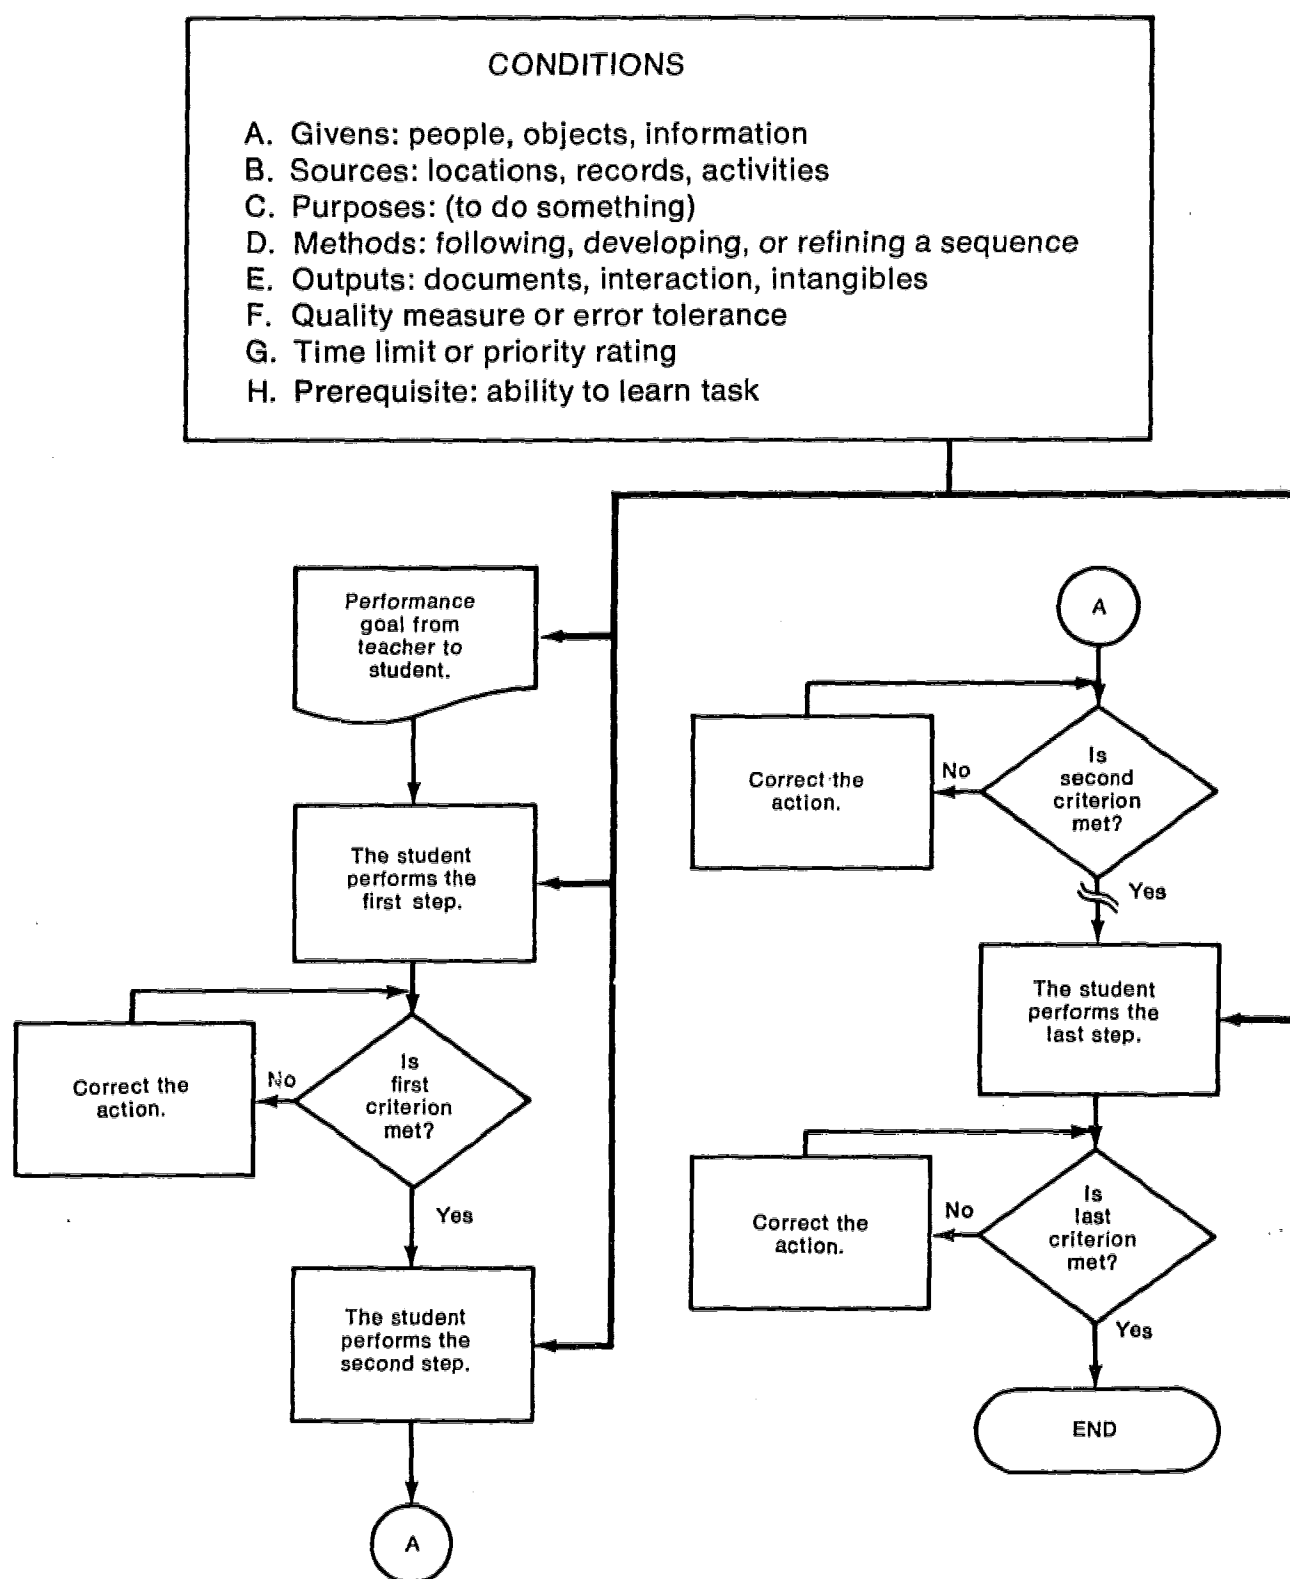 CONDITIONS
A. Givens: people, objects, information
B. Sources: locations, records, activities
C. Purposes: (to do something)
D. Methods: following, developing, or refining a sequence
E. Outputs: documents, interaction, intangibles
F. Quality measure or error tolerance
G. Time limit or priority rating
H. Prerequisite: ability to learn task
Performance
goal from
teacher to
student.
The student
performs the
first step.
Is
first
criterion
met?
No
Correct the
action.
Yes
The student
performs the
second step.
A
A
Is
second
criterion
met?
No
Correct the
action.
Yes
The student
performs the
last step.
Is
last
criterion
met?
No
Correct the
action.
Yes
END